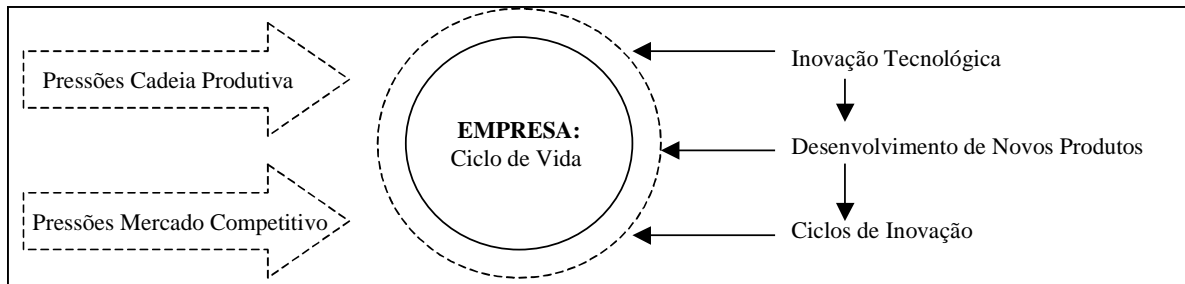 Pressões Cadeia Produtiva
Pressões Mercado Competitivo
EMPRESA:
Ciclo de Vida
Inovação Tecnológica
Desenvolvimento de Novos Produtos
Ciclos de Inovação